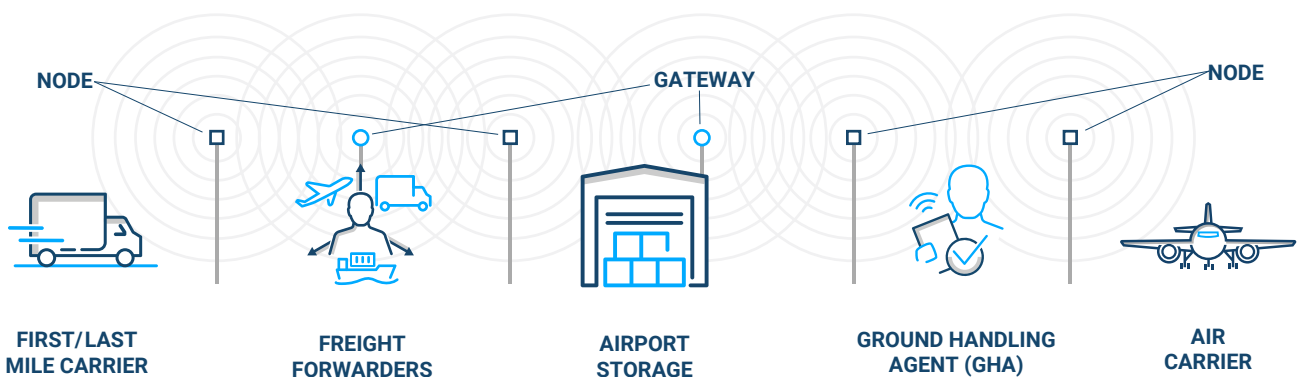 NODE
GATEWAY
NODE
FIRST/LAST
MILE CARRIER
FREIGHT
FORWARDERS
AIRPORT
STORAGE
GROUND HANDLING
AGENT (GHA)
AIR
CARRIER